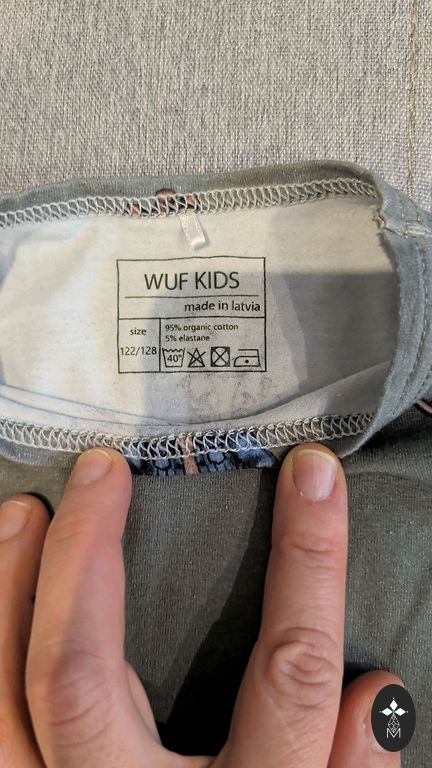 WUF KIDS
made in latvia
size
122/128
95% organic cotton
5% elastane
40°
M